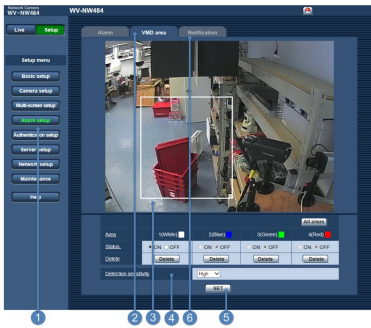 Network Camera
WV-NW484
WV-NW484
Live Setup
Alarm VMD area Notification
Setup menu
Basic setup
Camera setup
Multi-screen setup
Alarm setup
Authentication setup
Server setup
Network setup
Maintenance
Help
All areas
Area 1(White) 2(Blue) 3(Green) 4(Red)
Status ON OFF ON OFF ON OFF ON OFF
Delete Delete Delete Delete Delete
Detection sensitivity High
SET
1 2 3 4 6 5